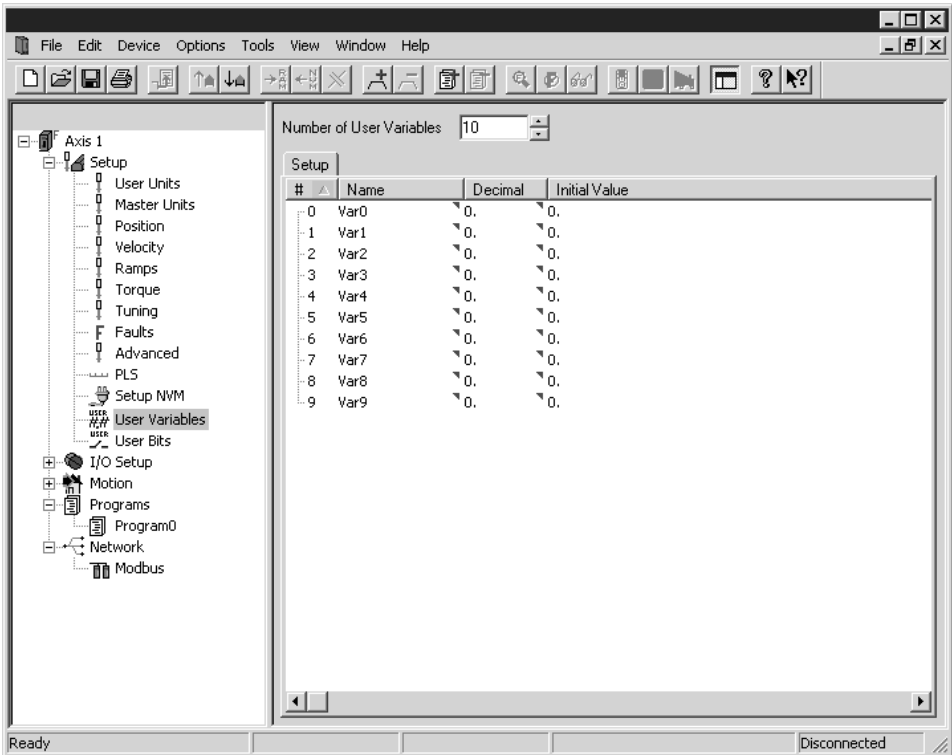 File Edit Device Options Tools View Window Help
Number of User Variables 10
Axis 1
Setup
User Units
Master Units
Position
Velocity
Ramps
Torque
Tuning
F Faults
Advanced
PLS
Setup NVM
USER #.# User Variables
USER User Bits
I/O Setup
Motion
Programs
Program0
Network
Modbus
Setup
# Name Decimal Initial Value
0 Var0 0. 0.
1 Var1 0. 0.
2 Var2 0. 0.
3 Var3 0. 0.
4 Var4 0. 0.
5 Var5 0. 0.
6 Var6 0. 0.
7 Var7 0. 0.
8 Var8 0. 0.
9 Var9 0. 0.
Ready Disconnected